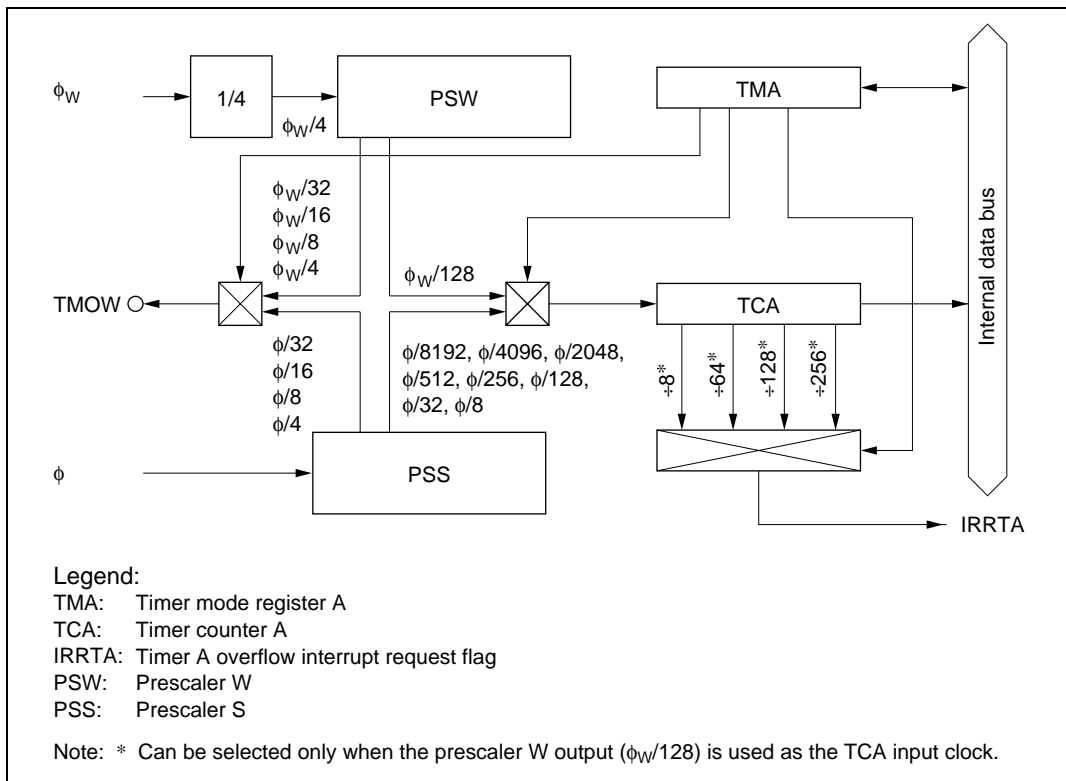 ϕW
1/4
ϕW/4
PSW
TMA
ϕW/32
ϕW/16
ϕW/8
ϕW/4
ϕW/128
TMOW
TCA
Internal data bus
ϕ/32
ϕ/16
ϕ/8
ϕ/4
ϕ/8192, ϕ/4096, ϕ/2048,
ϕ/512, ϕ/256, ϕ/128,
ϕ/32, ϕ/8
÷8*
÷64*
÷128*
÷256*
ϕ
PSS
IRRTA
Legend:
TMA: Timer mode register A
TCA: Timer counter A
IRRTA: Timer A overflow interrupt request flag
PSW: Prescaler W
PSS: Prescaler S
Note: * Can be selected only when the prescaler W output (ϕW/128) is used as the TCA input clock.